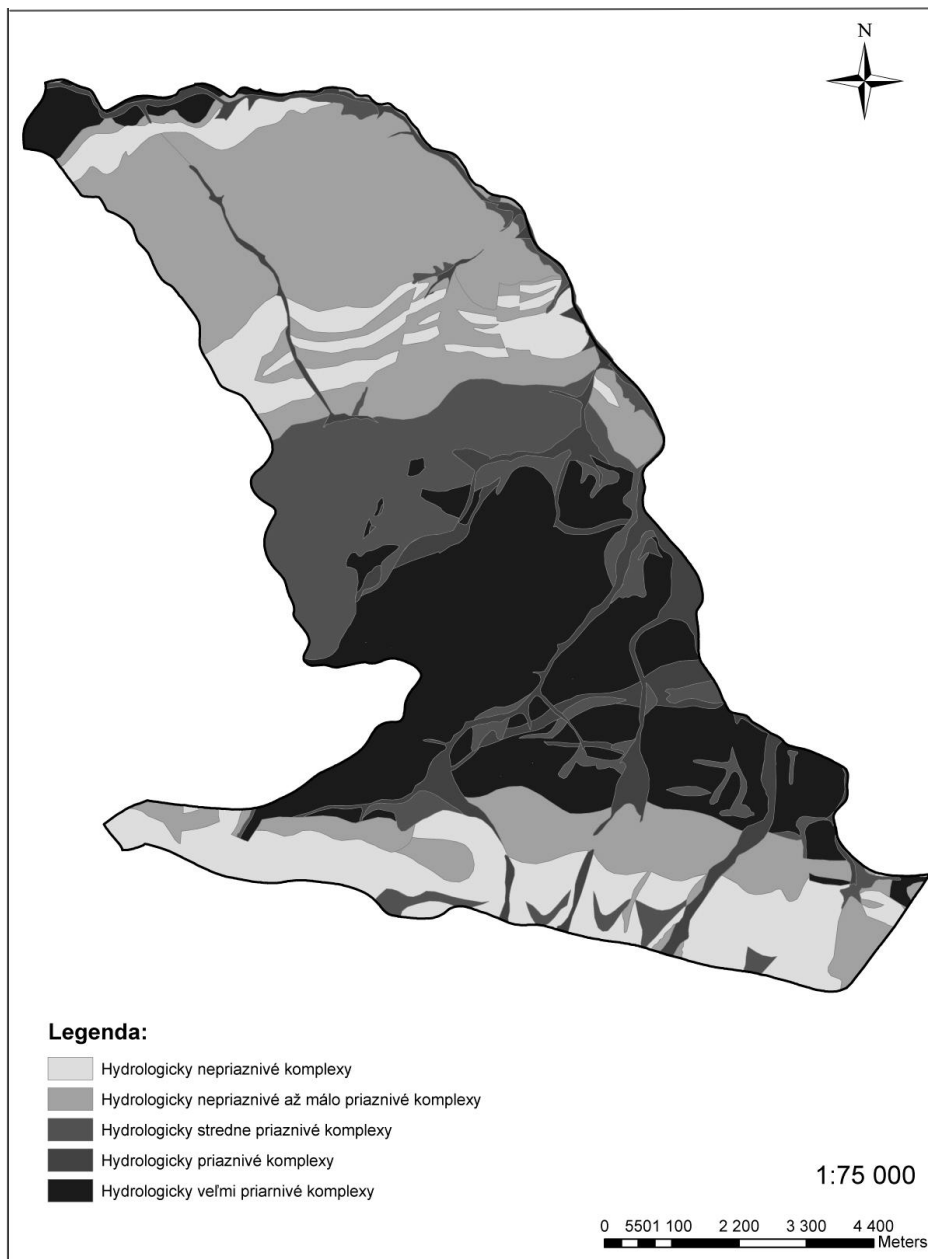 N
Legenda:
Hydrologicky nepriaznivé komplexy
Hydrologicky nepriaznivé až málo priaznivé komplexy
Hydrologicky stredne priaznivé komplexy
Hydrologicky priaznivé komplexy
Hydrologicky veľmi priarnivé komplexy
1:75 000
0 5501 100 2 200 3 300 4 400
Meters